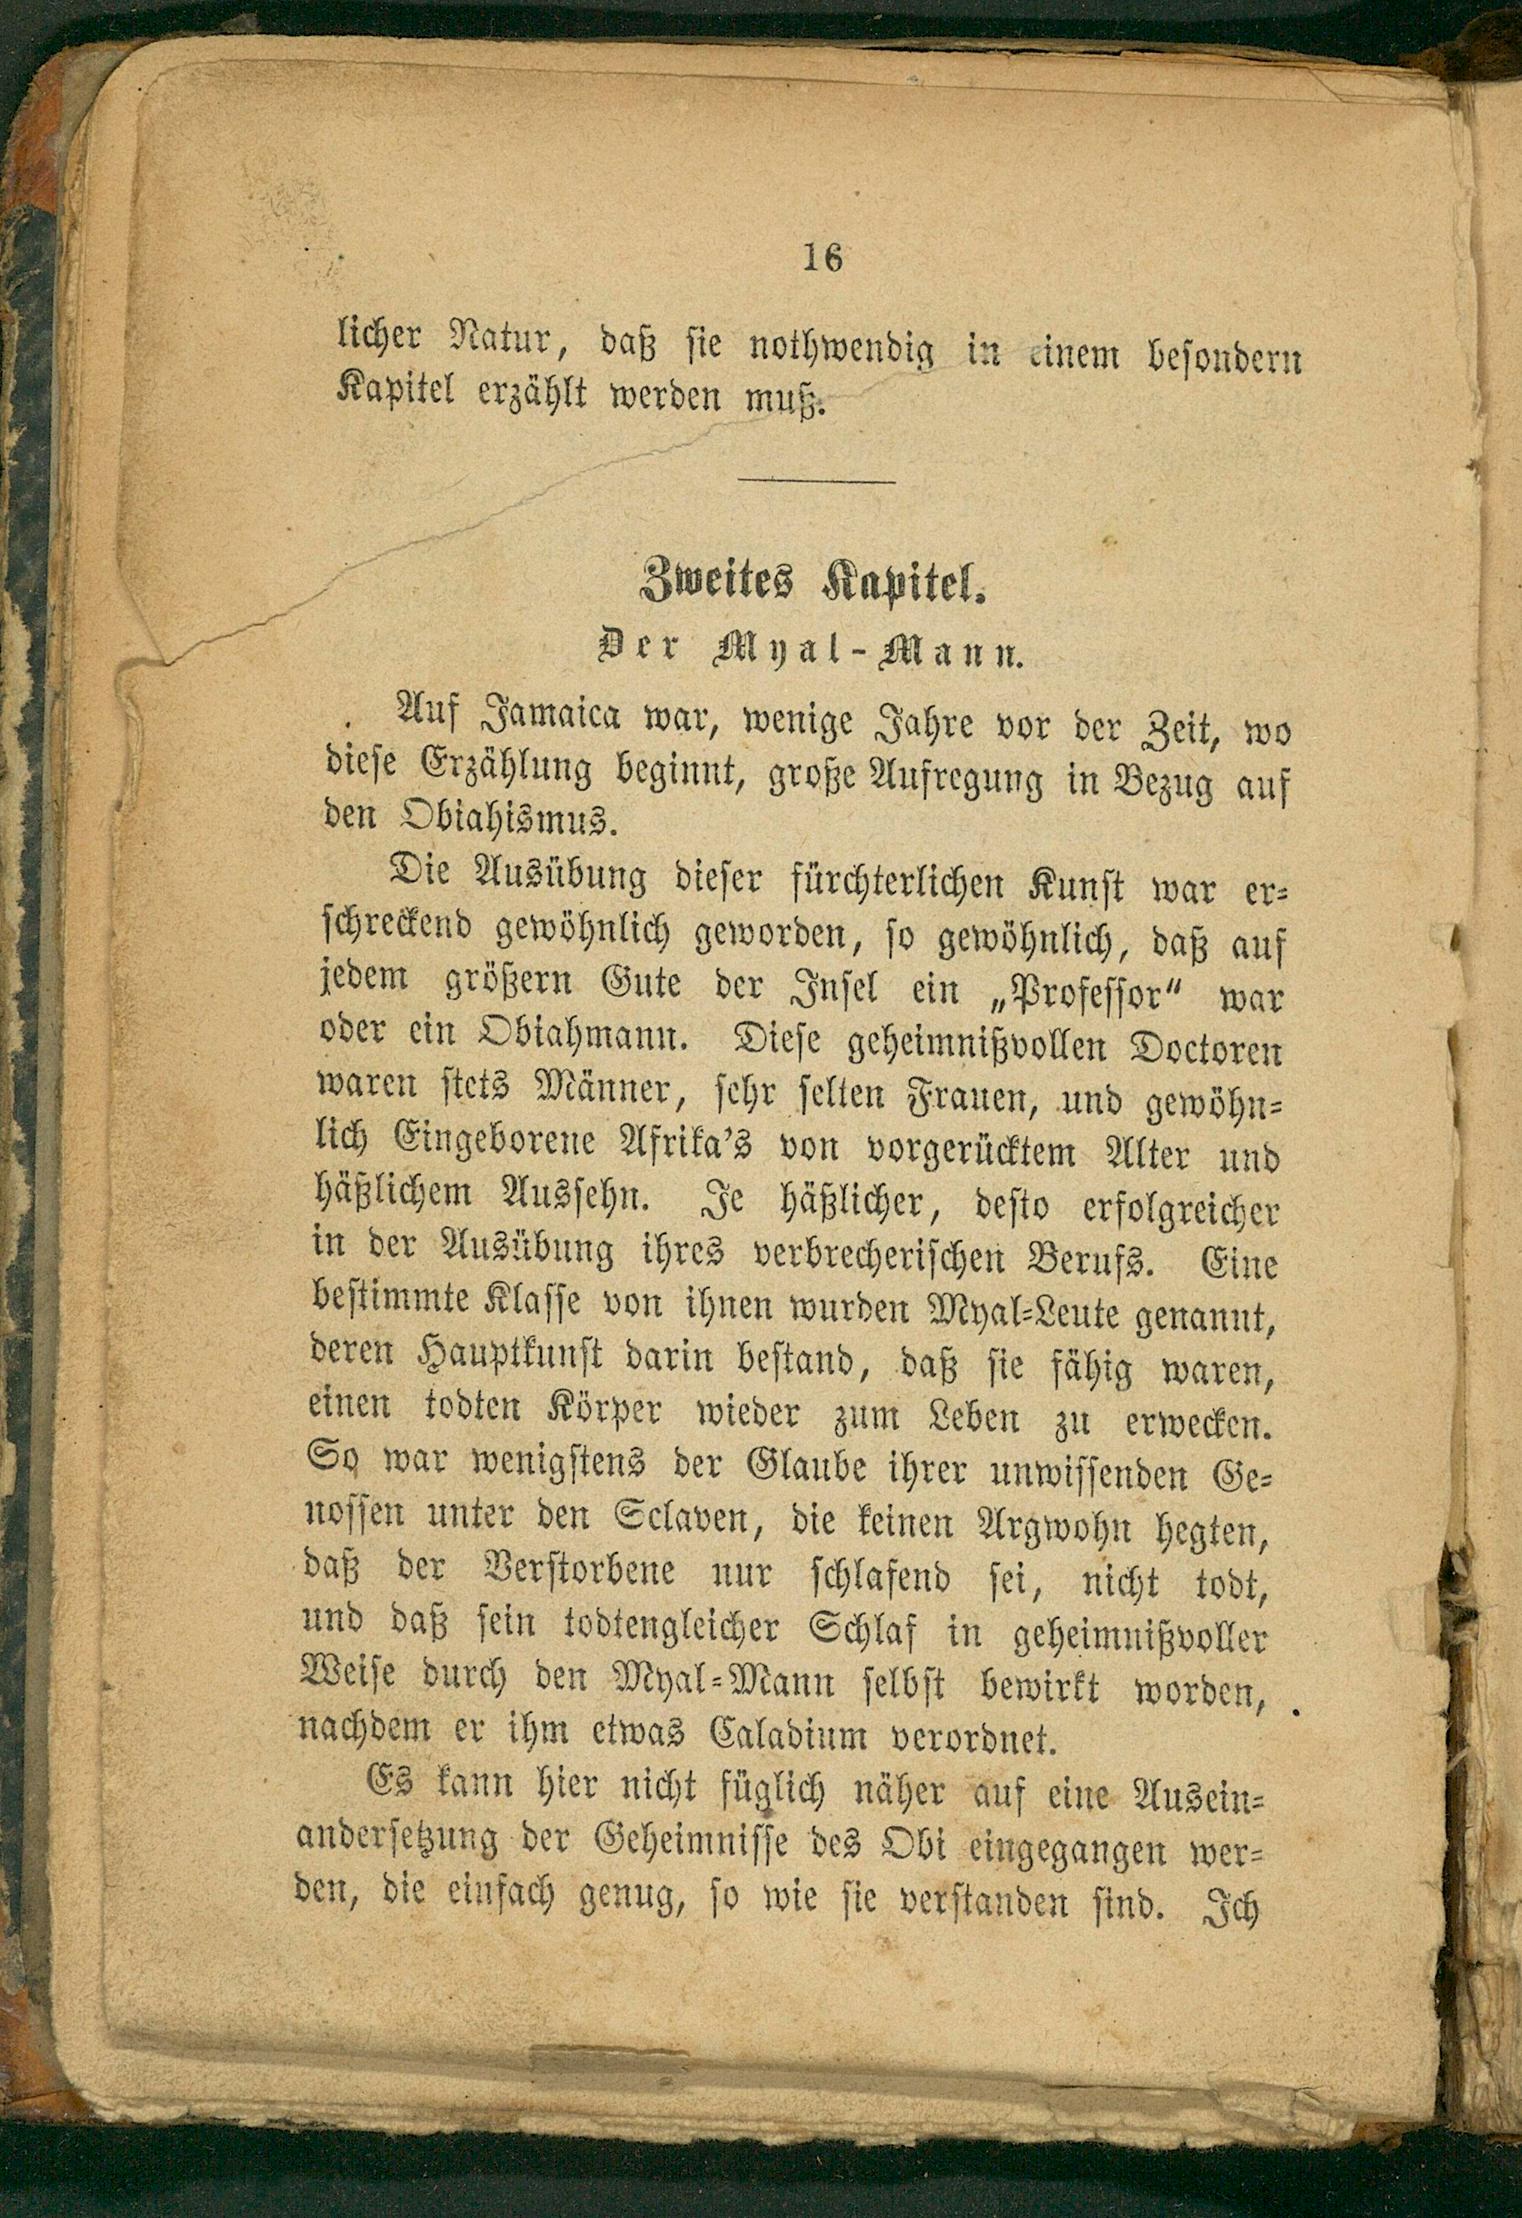 16
licher Natur, daß sie nothwendig in einem besondern
Kapitel erzählt werden muß.
Zweites Kapitel.
Der Myal-Mann.
Auf Jamaica war, wenige Jahre vor der Zeit, wo
diese Erzählung beginnt, große Aufregung in Bezug auf
den Obiahismus.
Die Ausübung dieser fürchterlichen Kunst war er-
schreckend gewöhnlich geworden, so gewöhnlich, daß auf
jedem größern Gute der Insel ein „Professor“ war
oder ein Obiahmann. Diese geheimnißvollen Doctoren
waren stets Männer, sehr selten Frauen, und gewöhn-
lich Eingeborene Afrika's von vorgerücktem Alter und
häßlichem Aussehn. Je häßlicher, desto erfolgreicher
in der Ausübung ihres verbrecherischen Berufs. Eine
bestimmte Klasse von ihnen wurden Myal-Leute genannt,
deren Hauptkunst darin bestand, daß sie fähig waren,
einen todten Körper wieder zum Leben zu erwecken.
So war wenigstens der Glaube ihrer unwissenden Ge-
nossen unter den Sclaven, die keinen Argwohn hegten,
daß der Verstorbene nur schlafend sei, nicht todt,
und daß sein todtengleicher Schlaf in geheimnißvoller
Weise durch den Myal-Mann selbst bewirkt worden,
nachdem er ihm etwas Caladium verordnet.
Es kann hier nicht füglich näher auf eine Ausein-
andersetzung der Geheimnisse des Obi eingegangen wer-
den, die einfach genug, so wie sie verstanden sind. Ich